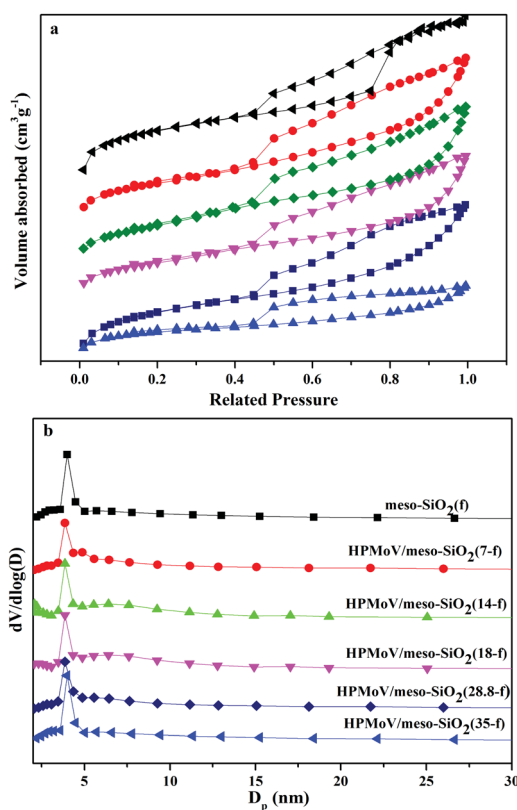 a
Volume absorbed (cm³g⁻¹)
0.0 0.2 0.4 0.6 0.8 1.0
Related Pressure
b
dV/dlog(D)
meso-SiO₂(f)
HPMoV/meso-SiO₂(7-f)
HPMoV/meso-SiO₂(14-f)
HPMoV/meso-SiO₂(18-f)
HPMoV/meso-SiO₂(28.8-f)
HPMoV/meso-SiO₂(35-f)
5 10 15 20 25 30
Dₚ (nm)